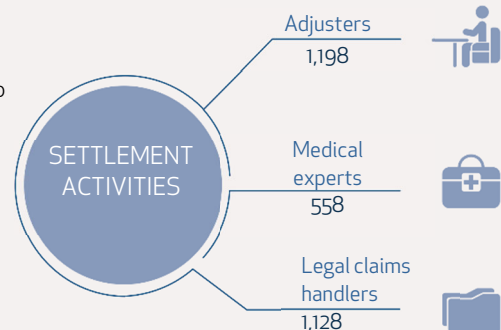 Adjusters
1,198
SETTLEMENT
ACTIVITIES
Medical
experts
558
Legal claims
handlers
1,128